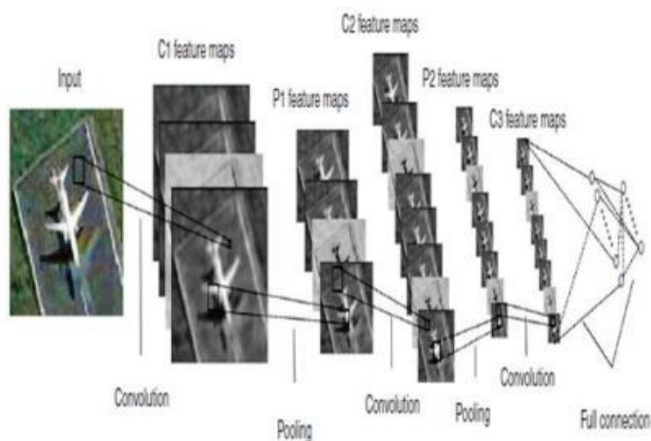 Input
C1 feature maps
P1 feature maps
C2 feature maps
P2 feature maps
C3 feature maps
Convolution
Pooling
Convolution
Pooling
Convolution
Full connection